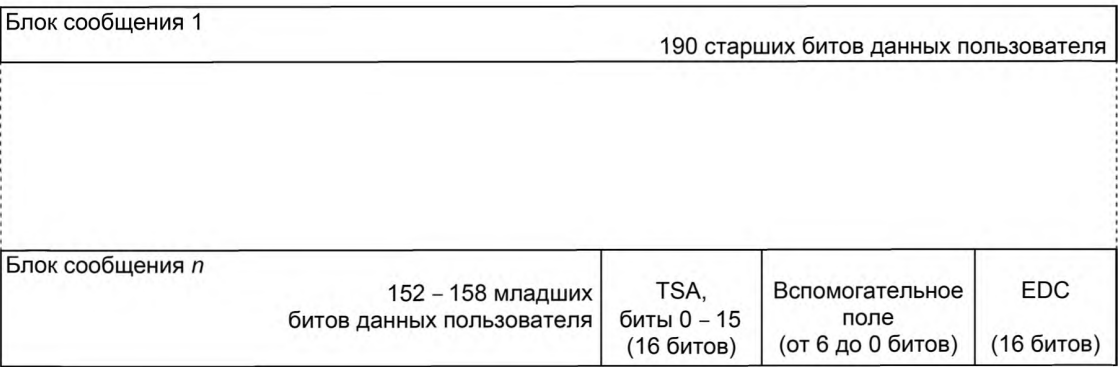 Блок сообщения 1
190 старших битов данных пользователя
Блок сообщения n
152 – 158 младших
битов данных пользователя
TSA,
биты 0 – 15
(16 битов)
Вспомогательное
поле
(от 6 до 0 битов)
EDC
(16 битов)